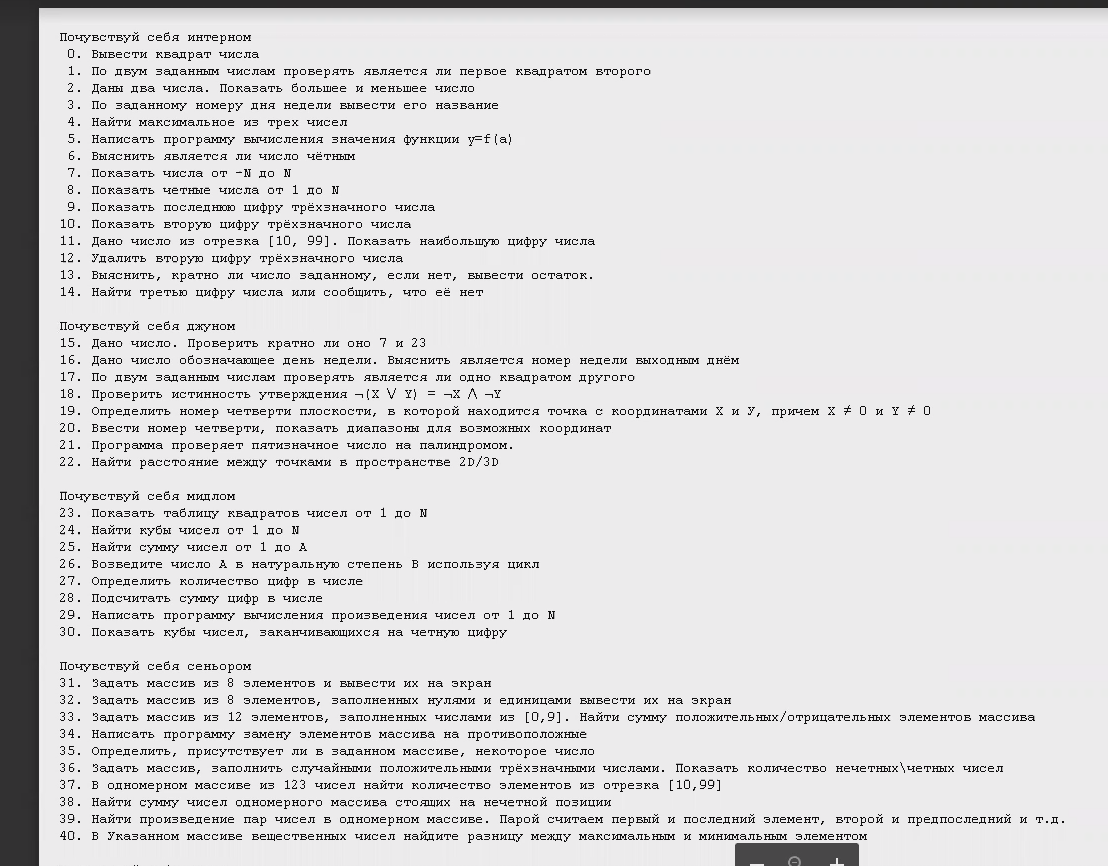 Почувствуй себя интерном
0. Вывести квадрат числа
1. По двум заданным числам проверять является ли первое квадратом второго
2. Даны два числа. Показать большее и меньшее число
3. По заданному номеру дня недели вывести его название
4. Найти максимальное из трех чисел
5. Написать программу вычисления значения функции y=f(a)
6. Выяснить является ли число чётным
7. Показать числа от -N до N
8. Показать четные числа от 1 до N
9. Показать последнюю цифру трёхзначного числа
10. Показать вторую цифру трёхзначного числа
11. Дано число из отрезка [10, 99]. Показать наибольшую цифру числа
12. Удалить вторую цифру трёхзначного числа
13. Выяснить, кратно ли число заданному, если нет, вывести остаток.
14. Найти третью цифру числа или сообщить, что её нет
Почувствуй себя джуном
15. Дано число. Проверить кратно ли оно 7 и 23
16. Дано число обозначающее день недели. Выяснить является номер недели выходным днём
17. По двум заданным числам проверять является ли одно квадратом другого
18. Проверить истинность утверждения ¬(X ⋁ Y) = ¬X ⋀ ¬Y
19. Определить номер четверти плоскости, в которой находится точка с координатами Х и У, причем X ≠ 0 и Y ≠ 0
20. Ввести номер четверти, показать диапазоны для возможных координат
21. Программа проверяет пятизначное число на палиндромом.
22. Найти расстояние между точками в пространстве 2D/3D
Почувствуй себя мидлом
23. Показать таблицу квадратов чисел от 1 до N
24. Найти кубы чисел от 1 до N
25. Найти сумму чисел от 1 до А
26. Возведите число А в натуральную степень B используя цикл
27. Определить количество цифр в числе
28. Подсчитать сумму цифр в числе
29. Написать программу вычисления произведения чисел от 1 до N
30. Показать кубы чисел, заканчивающихся на четную цифру
Почувствуй себя сеньором
31. Задать массив из 8 элементов и вывести их на экран
32. Задать массив из 8 элементов, заполненных нулями и единицами вывести их на экран
33. Задать массив из 12 элементов, заполненных числами из [0,9]. Найти сумму положительных/отрицательных элементов массива
34. Написать программу замену элементов массива на противоположные
35. Определить, присутствует ли в заданном массиве, некоторое число
36. Задать массив, заполнить случайными положительными трёхзначными числами. Показать количество нечетных\четных чисел
37. В одномерном массиве из 123 чисел найти количество элементов из отрезка [10,99]
38. Найти сумму чисел одномерного массива стоящих на нечетной позиции
39. Найти произведение пар чисел в одномерном массиве. Парой считаем первый и последний элемент, второй и предпоследний и т.д.
40. В Указанном массиве вещественных чисел найдите разницу между максимальным и минимальным элементом